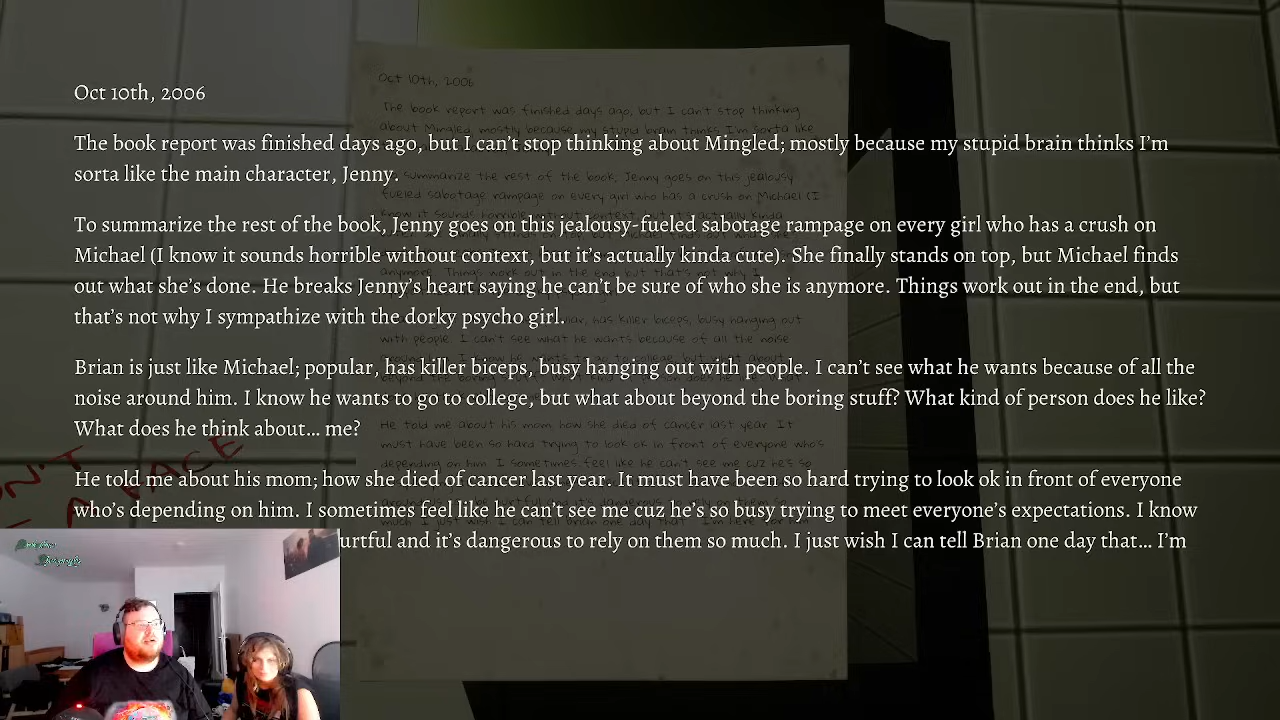 Oct 10th, 2006
The book report was finished days ago, but I can't stop thinking about Mingled; mostly because my stupid brain thinks I'm
sorta like the main character, Jenny.
To summarize the rest of the book, Jenny goes on this jealousy-fueled sabotage rampage on every girl who has a crush on
Michael (I know it sounds horrible without context, but it's actually kinda cute). She finally stands on top, but Michael finds
out what she's done. He breaks Jenny's heart saying he can't be sure of who she is anymore. Things work out in the end, but
that's not why I sympathize with the dorky psycho girl.
Brian is just like Michael; popular, has killer biceps, busy hanging out with people. I can't see what he wants because of all the
noise around him. I know he wants to go to college, but what about beyond the boring stuff? What kind of person does he like?
What does he think about... me?
He told me about his mom; how she died of cancer last year. It must have been so hard trying to look ok in front of everyone
who's depending on him. I sometimes feel like he can't see me cuz he's so busy trying to meet everyone's expectations. I know
urtful and it's dangerous to rely on them so much. I just wish I can tell Brian one day that... I'm